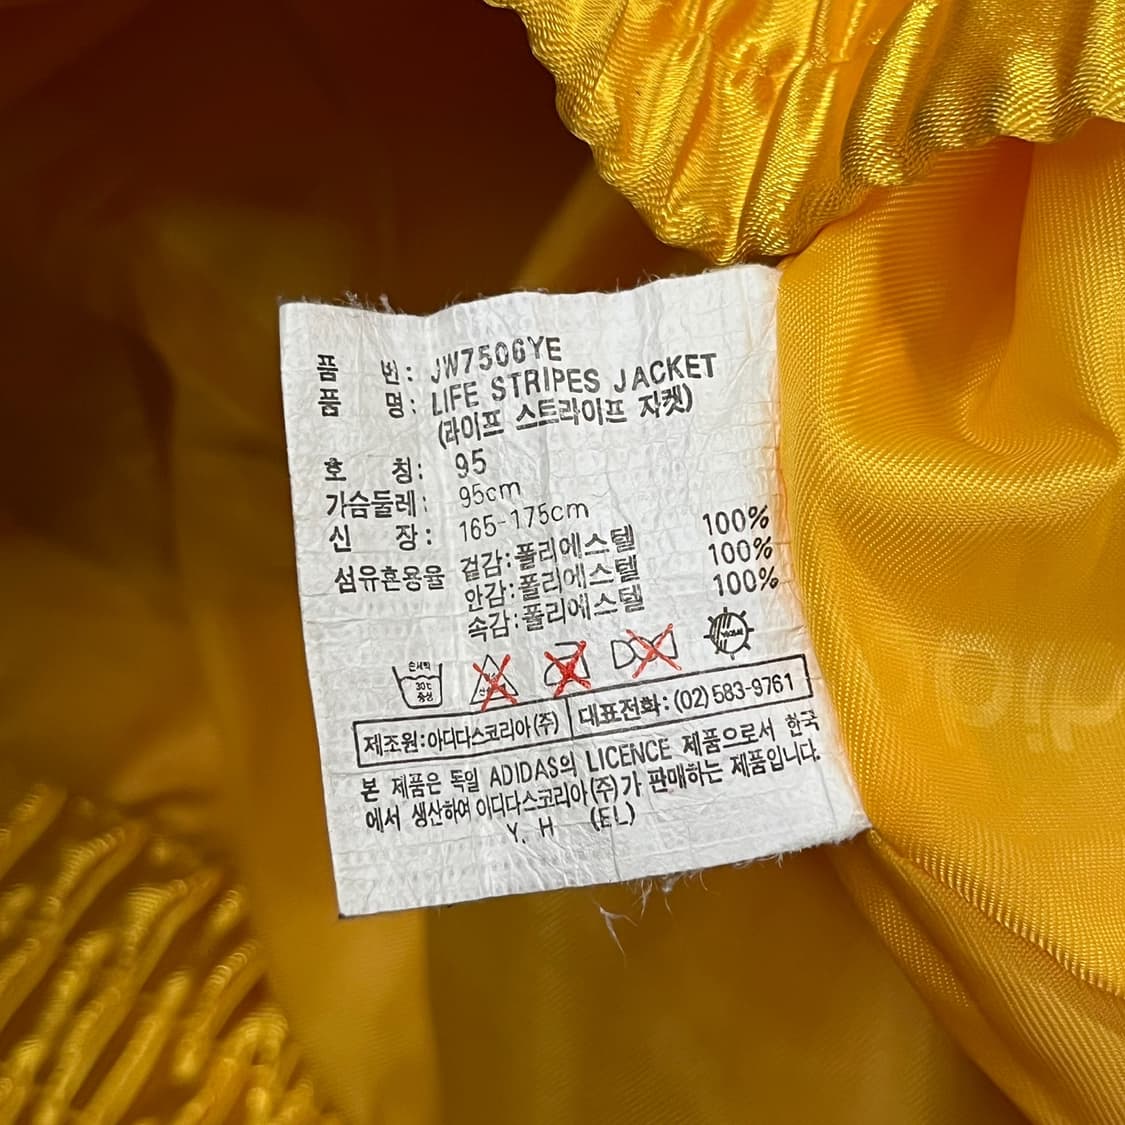 품 번: JW7506YE
품 명: LIFE STRIPES JACKET
(라이프 스트라이프 자켓)
호 칭: 95
가슴둘레: 95cm
신 장: 165-175cm
섬유혼용율 겉감:폴리에스텔 100%
안감:폴리에스텔 100%
속감:폴리에스텔 100%
손세탁
30℃
중성
제조원:아디다스코리아(주) 대표전화:(02)583-9761
본 제품은 독일 ADIDAS의 LICENCE 제품으로서 한국
에서 생산하여 아디다스코리아(주)가 판매하는 제품입니다.
Y. H (EL)